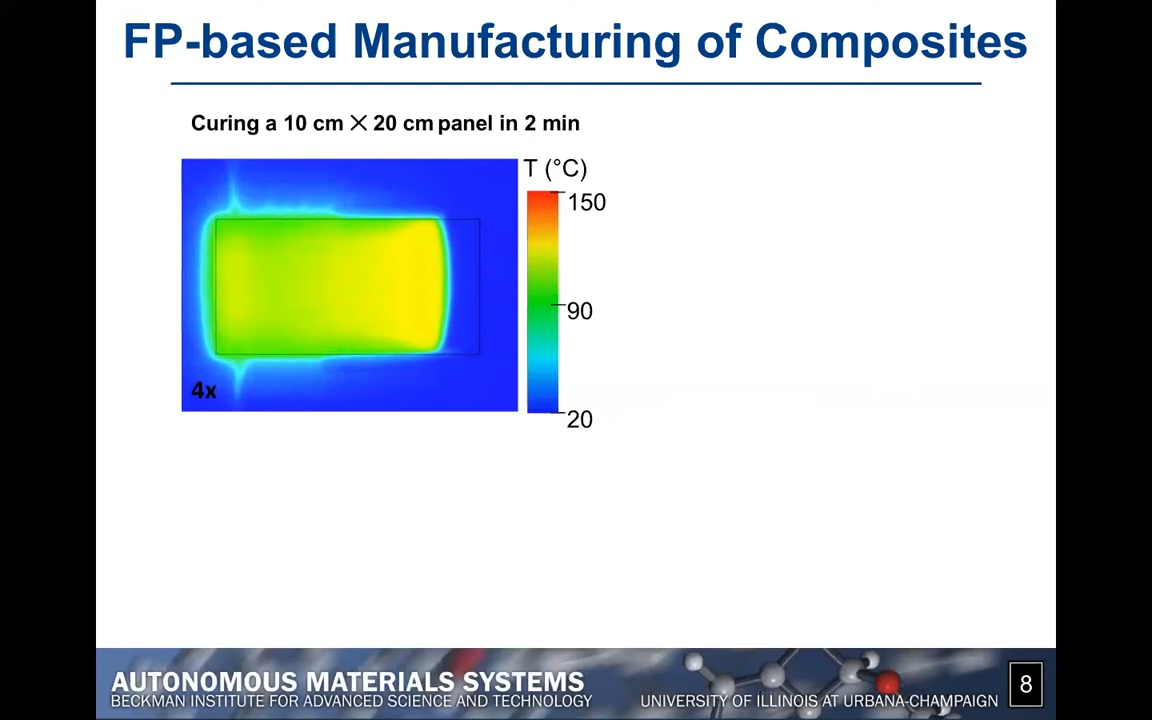 FP-based Manufacturing of Composites
Curing a 10 cm × 20 cm panel in 2 min
T (°C)
150
90
20
4x
AUTONOMOUS MATERIALS SYSTEMS
BECKMAN INSTITUTE FOR ADVANCED SCIENCE AND TECHNOLOGY
UNIVERSITY OF ILLINOIS AT URBANA-CHAMPAIGN
8